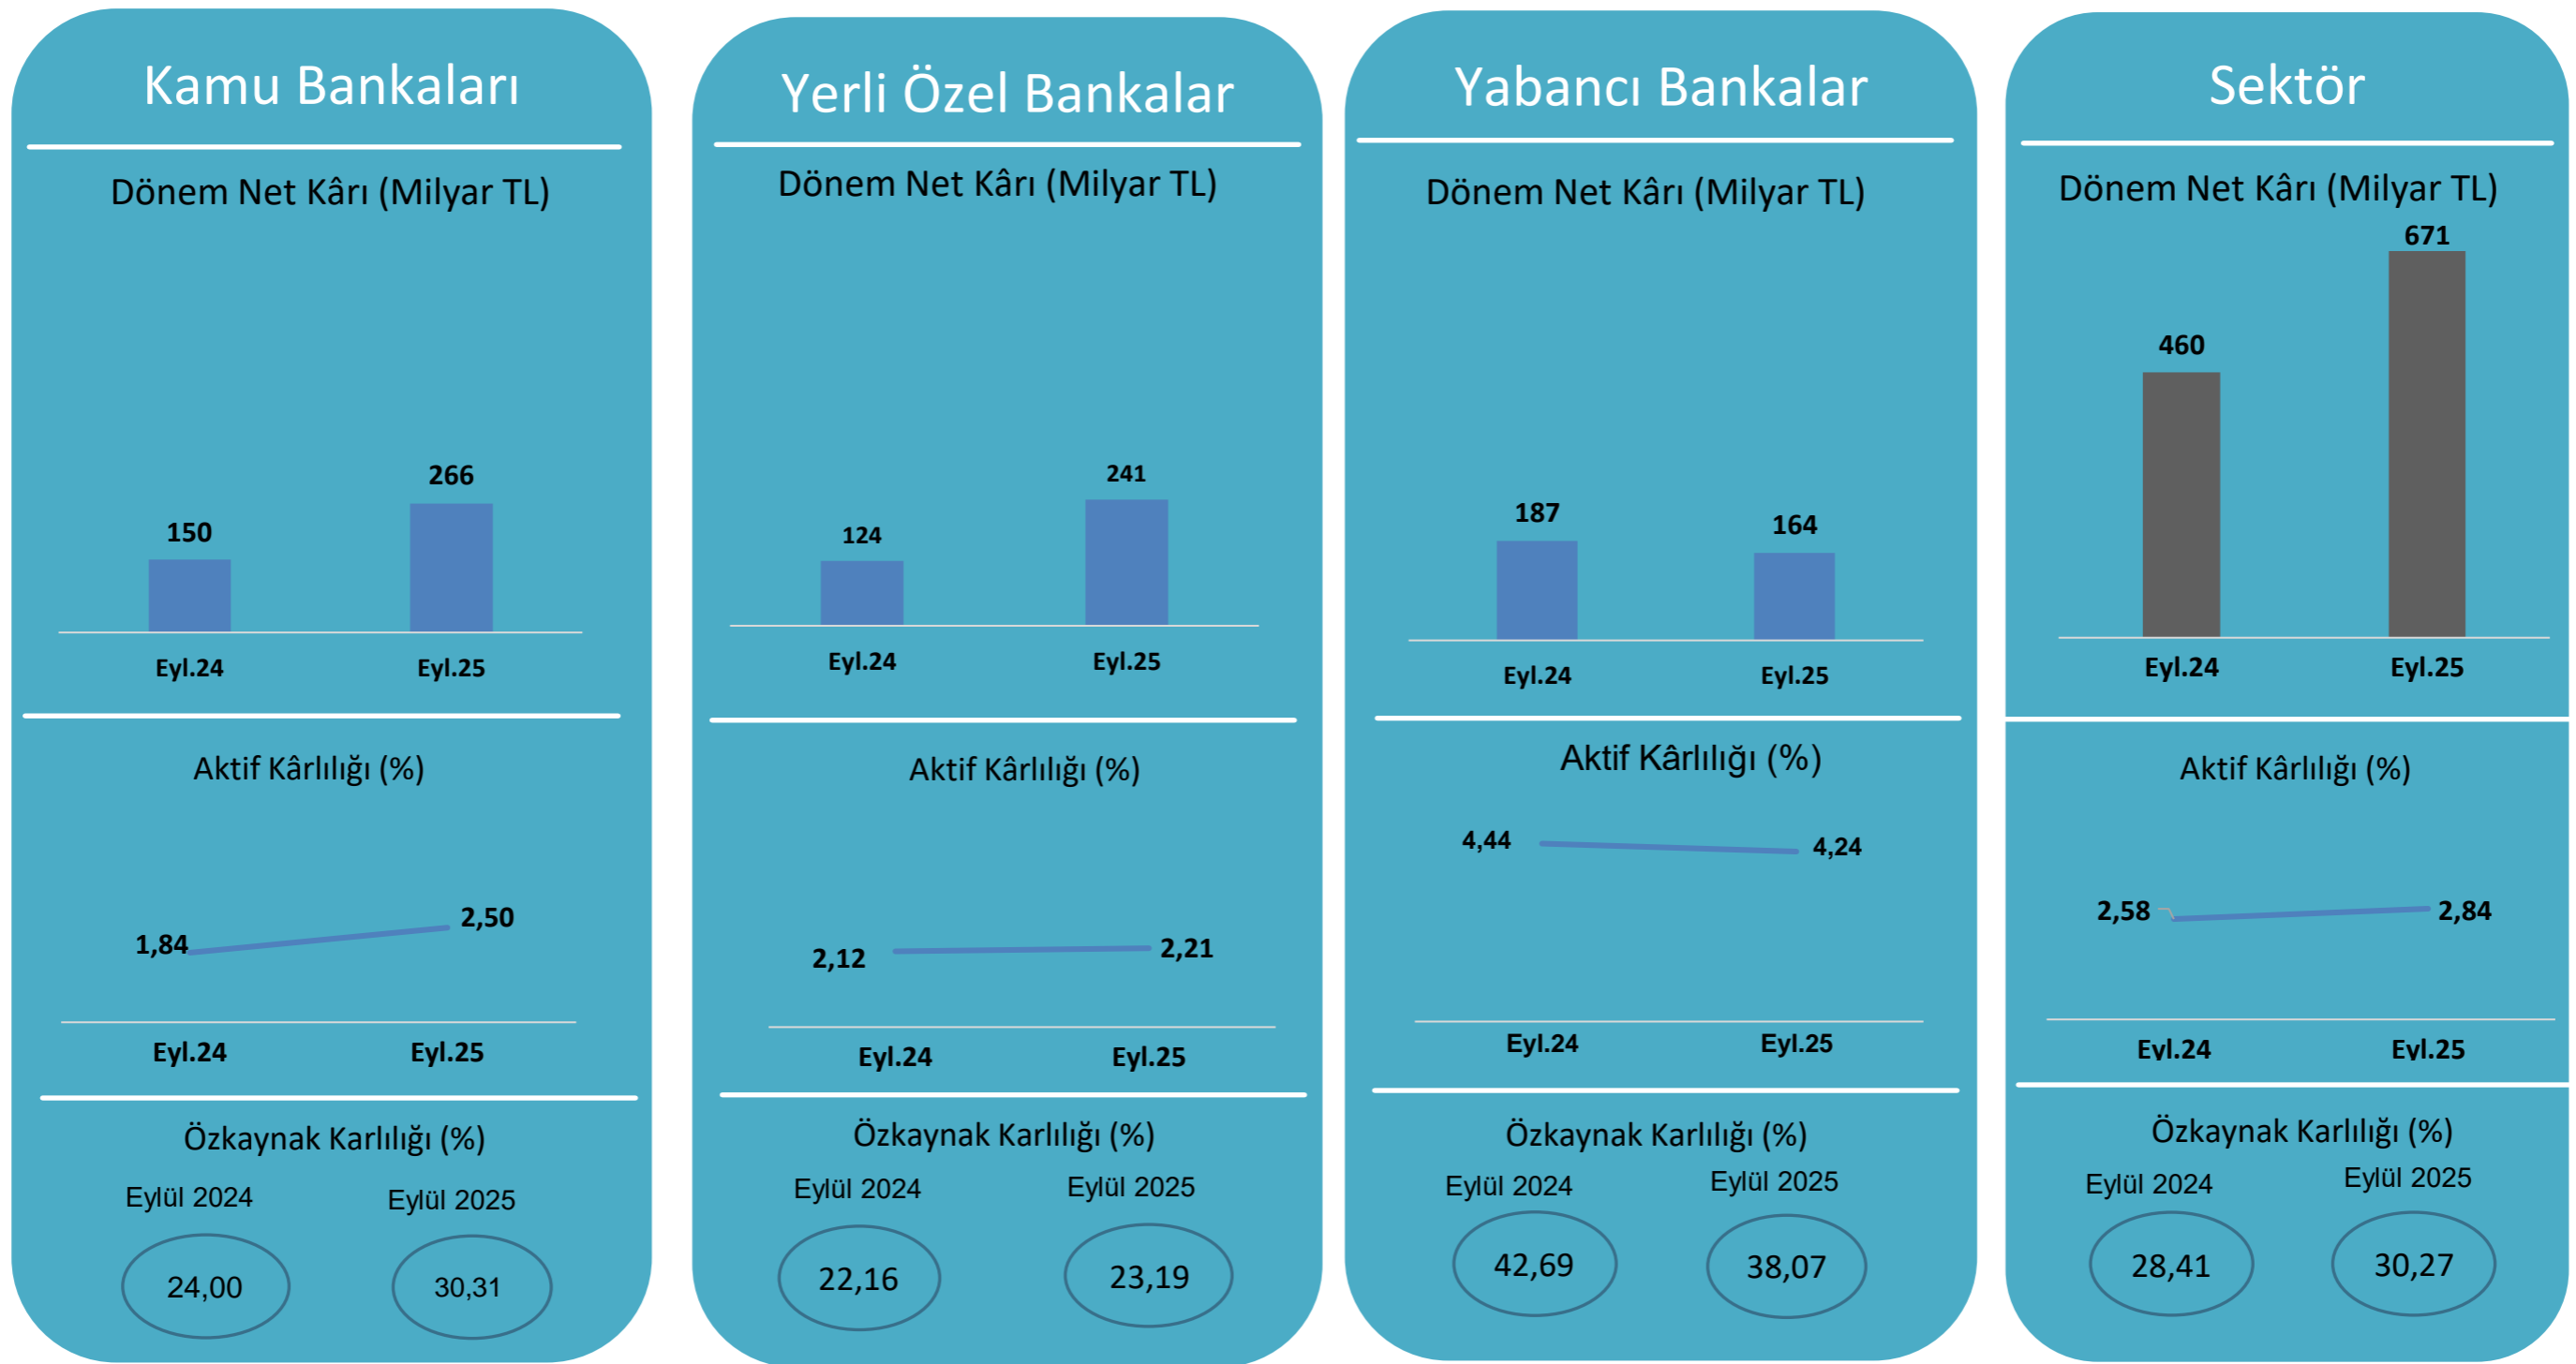 Kamu Bankaları
Dönem Net Kârı (Milyar TL)
150
266
Eyl.24
Eyl.25
Aktif Kârlılığı (%)
1,84
2,50
Eyl.24
Eyl.25
Özkaynak Karlılığı (%)
Eylül 2024
Eylül 2025
24,00
30,31
Yerli Özel Bankalar
Dönem Net Kârı (Milyar TL)
124
241
Eyl.24
Eyl.25
Aktif Kârlılığı (%)
2,12
2,21
Eyl.24
Eyl.25
Özkaynak Karlılığı (%)
Eylül 2024
Eylül 2025
22,16
23,19
Yabancı Bankalar
Dönem Net Kârı (Milyar TL)
187
164
Eyl.24
Eyl.25
Aktif Kârlılığı (%)
4,44
4,24
Eyl.24
Eyl.25
Özkaynak Karlılığı (%)
Eylül 2024
Eylül 2025
42,69
38,07
Sektör
Dönem Net Kârı (Milyar TL)
460
671
Eyl.24
Eyl.25
Aktif Kârlılığı (%)
2,58
2,84
Eyl.24
Eyl.25
Özkaynak Karlılığı (%)
Eylül 2024
Eylül 2025
28,41
30,27